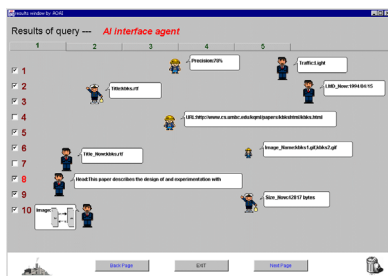 results window by AORI
Results of query --- AI interface agent
1 2 3 4 5
Precision:70%
Traffic:Light
1
2
Title:kbks.rtf
LMD_Now:1994/04/15
3
4
URL:http://www.cs.umbc.edu/kqml/papers/kbkshtml/kbks.html
5
6
Image_Name:kbks1.gif,kbks2.gif
Title_Now:kbks.rtf
7
8
Head:This paper describes the design of and experimentation with
9
Size_Now:42817 bytes
10
Image:
Back Page
EXIT
Next Page